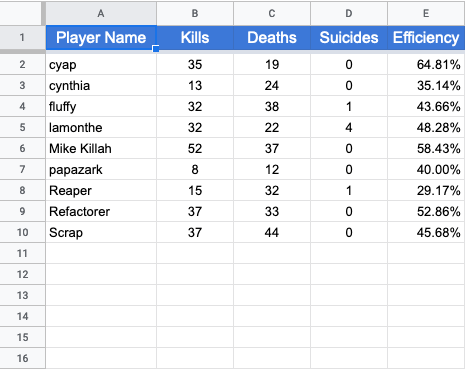 A B C D E
1 Player Name Kills Deaths Suicides Efficiency
2 cyap 35 19 0 64.81%
3 cynthia 13 24 0 35.14%
4 fluffy 32 38 1 43.66%
5 lamonthe 32 22 4 48.28%
6 Mike Killah 52 37 0 58.43%
7 papazark 8 12 0 40.00%
8 Reaper 15 32 1 29.17%
9 Refactorer 37 33 0 52.86%
10 Scrap 37 44 0 45.68%
11
12
13
14
15
16